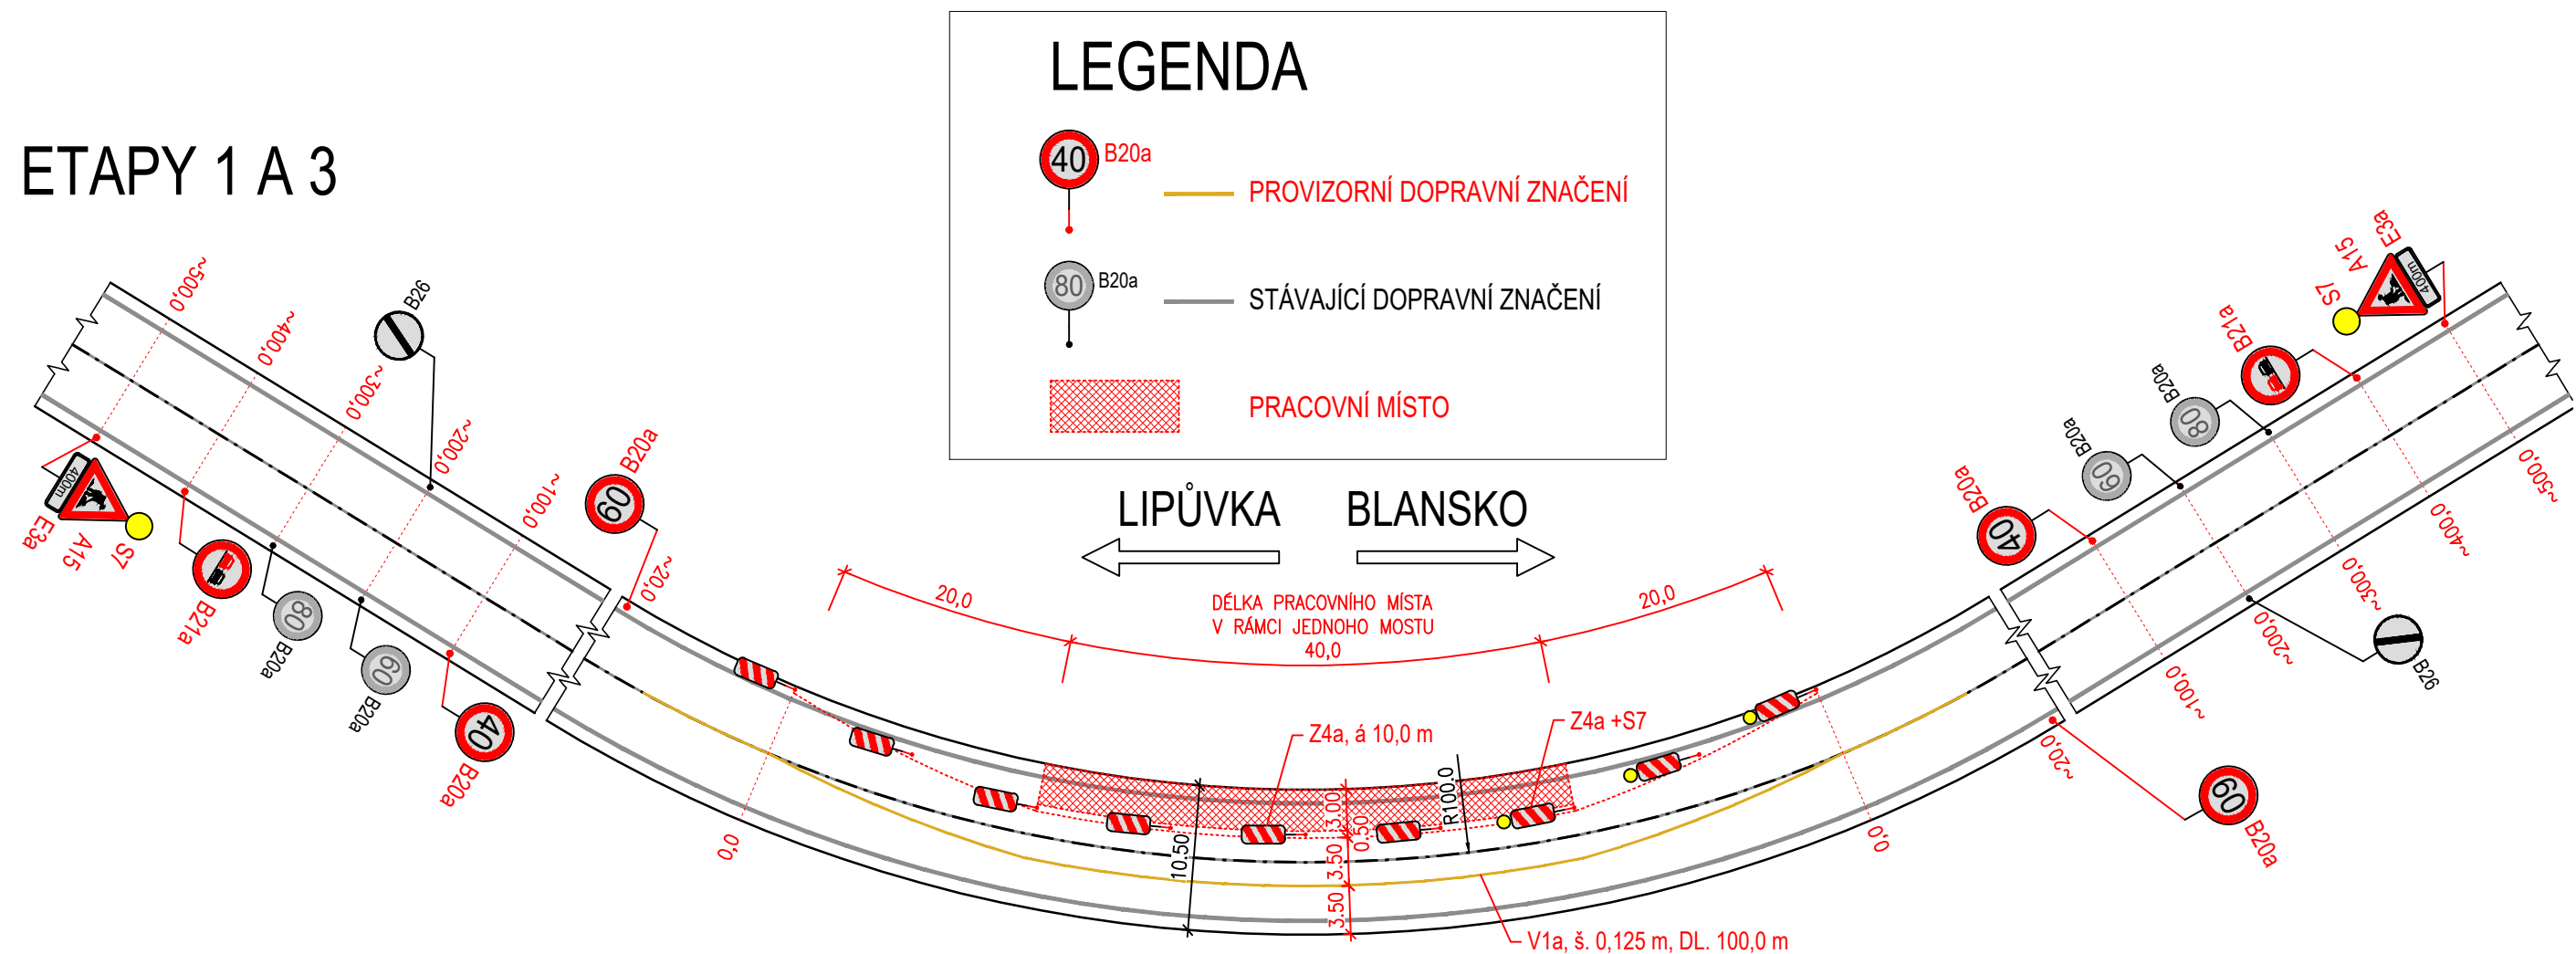 ETAPY 1 A 3
LEGENDA
40
B20a
PROVIZORNÍ DOPRAVNÍ ZNAČENÍ
80
B20a
STÁVAJÍCÍ DOPRAVNÍ ZNAČENÍ
PRACOVNÍ MÍSTO
~500,0
~400,0
~300,0
~200,0
~100,0
~20,0
0,0
B26
60
B20a
400m
E3a
A15
S7
B21a
80
B20a
60
B20a
40
B20a
LIPŮVKA
BLANSKO
20,0
DÉLKA PRACOVNÍHO MÍSTA
V RÁMCI JEDNOHO MOSTU
40,0
20,0
Z4a, á 10,0 m
Z4a +S7
10.50
3.00
0.50
3.50
3.50
R100.0
V1a, š. 0,125 m, DL. 100,0 m
E3a
400m
A15
S7
B21a
B20a
80
B20a
60
B20a
40
~500,0
~400,0
~300,0
~200,0
~100,0
~20,0
0,0
B26
60
B20a